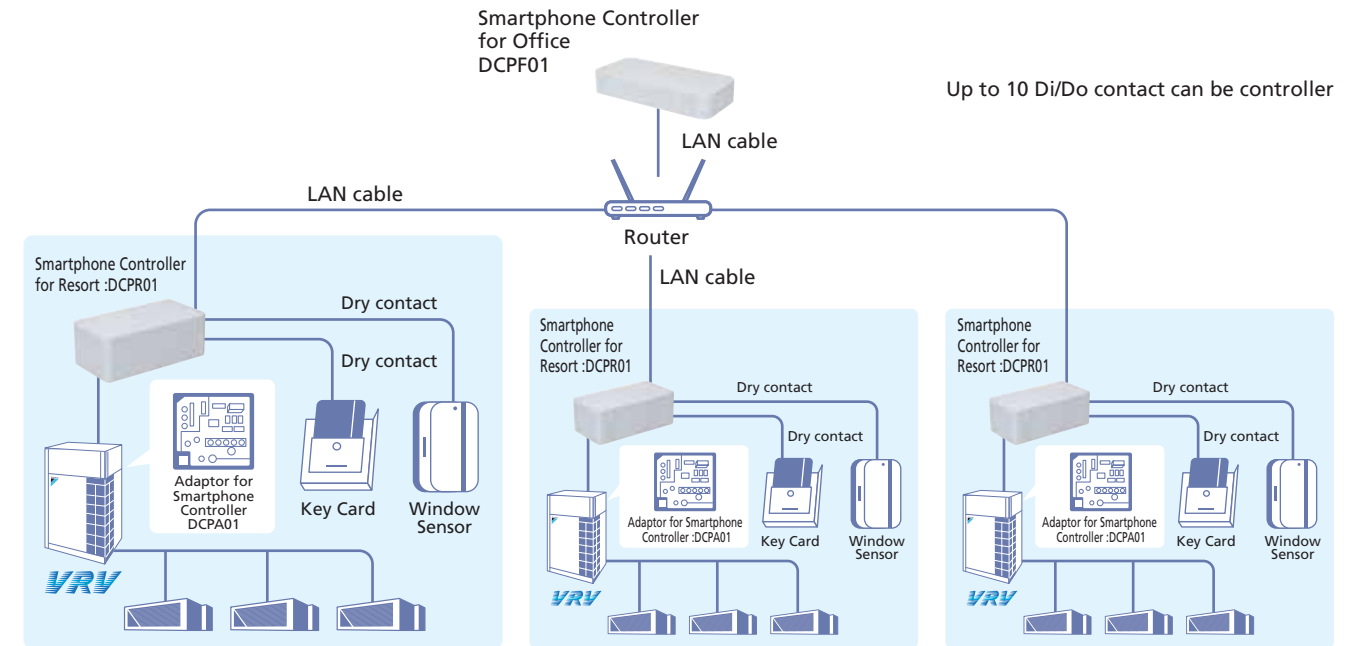 Smartphone Controller
for Office
DCPF01
Up to 10 Di/Do contact can be controller
LAN cable
LAN cable
Router
LAN cable
Smartphone Controller
for Resort :DCPR01
Dry contact
Dry contact
Adaptor for
Smartphone
Controller
DCPA01
Key Card
Window
Sensor
VRV
Smartphone
Controller for
Resort :DCPR01
Dry contact
Dry contact
Adaptor for Smartphone
Controller :DCPA01
Key Card
Window
Sensor
VRV
Smartphone
Controller for
Resort :DCPR01
Dry contact
Dry contact
Adaptor for Smartphone
Controller :DCPA01
Key Card
Window
Sensor
VRV